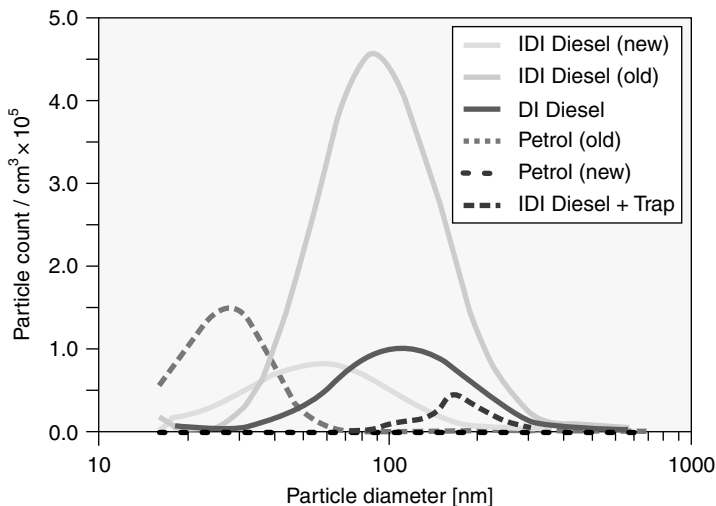 5.0
4.0
3.0
2.0
1.0
0.0
Particle count / cm³ × 10⁵
IDI Diesel (new)
IDI Diesel (old)
DI Diesel
Petrol (old)
Petrol (new)
IDI Diesel + Trap
10
100
1000
Particle diameter [nm]